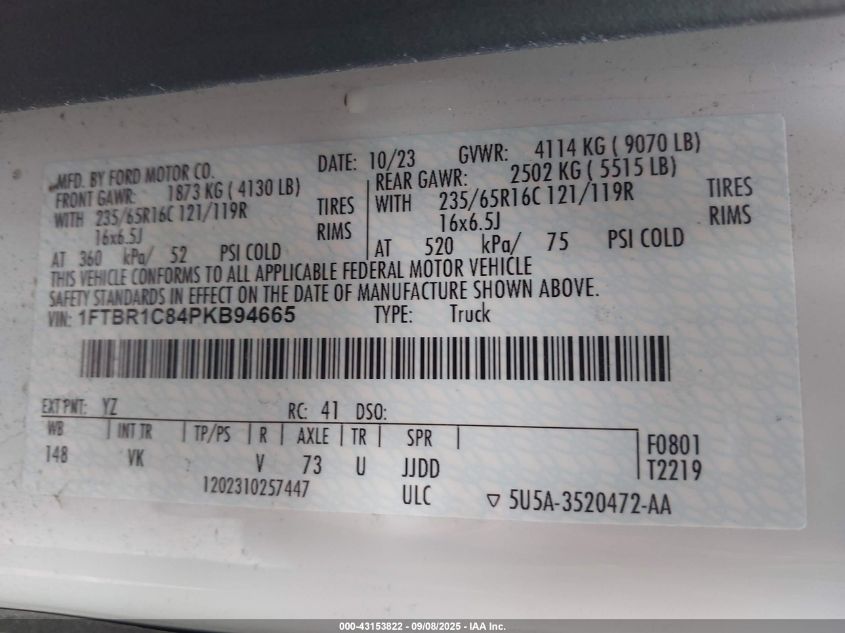 MFD. BY FORD MOTOR CO. DATE: 10/23 GVWR: 4114 KG ( 9070 LB)
FRONT GAWR: 1873 KG ( 4130 LB) REAR GAWR: 2502 KG ( 5515 LB)
WITH 235/65R16C 121/119R TIRES WITH 235/65R16C 121/119R TIRES
16x6.5J RIMS 16x6.5J RIMS
AT 360 kPa/ 52 PSI COLD AT 520 kPa/ 75 PSI COLD
THIS VEHICLE CONFORMS TO ALL APPLICABLE FEDERAL MOTOR VEHICLE
SAFETY STANDARDS IN EFFECT ON THE DATE OF MANUFACTURE SHOWN ABOVE.
VIN: 1FTBR1C84PKB94665 TYPE: Truck
EXT PNT: YZ RC: 41 DSO:
WB INT TR TP/PS R AXLE TR SPR F0801
148 VK V 73 U JJDD T2219
1202310257447 ULC ▽ 5U5A-3520472-AA
000-43153822 - 09/08/2025 - IAA Inc.